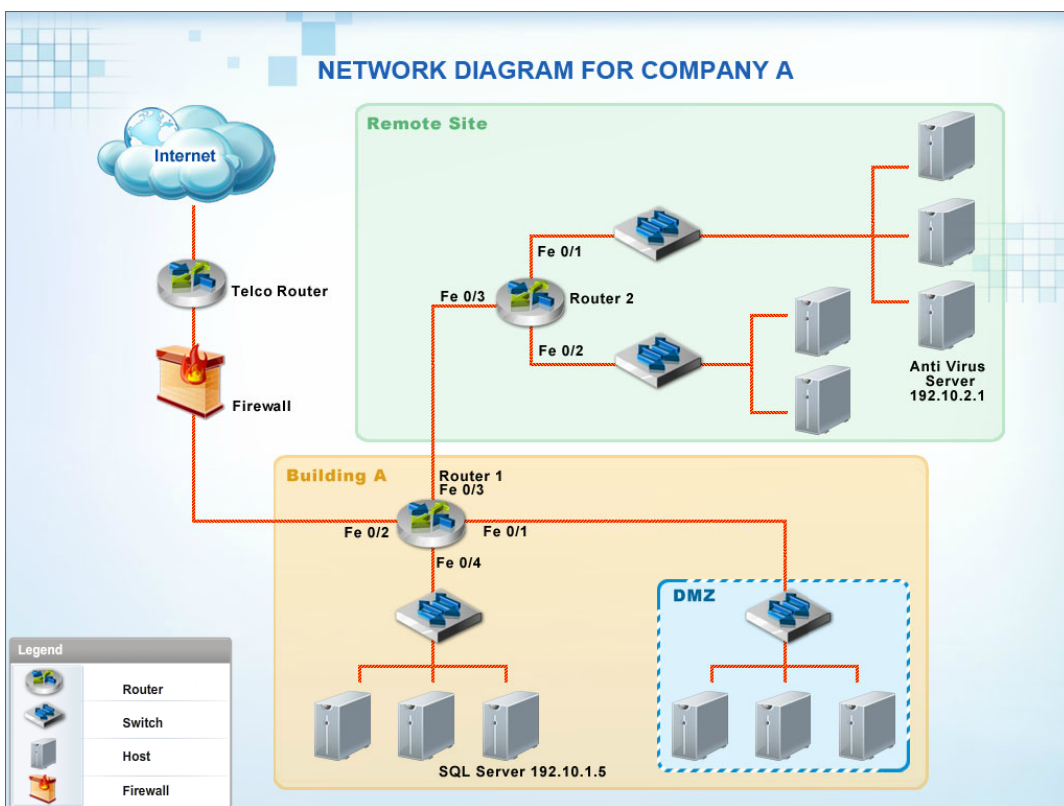 NETWORK DIAGRAM FOR COMPANY A
Internet
Telco Router
Firewall
Remote Site
Fe 0/1
Fe 0/3
Router 2
Fe 0/2
Anti Virus
Server
192.10.2.1
Building A
Router 1
Fe 0/3
Fe 0/2
Fe 0/1
Fe 0/4
SQL Server 192.10.1.5
DMZ
Legend
Router
Switch
Host
Firewall